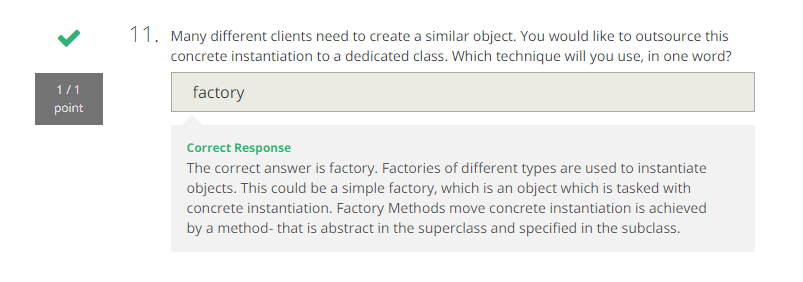 11. Many different clients need to create a similar object. You would like to outsource this
concrete instantiation to a dedicated class. Which technique will you use, in one word?
1 / 1
point
factory
Correct Response
The correct answer is factory. Factories of different types are used to instantiate
objects. This could be a simple factory, which is an object which is tasked with
concrete instantiation. Factory Methods move concrete instantiation is achieved
by a method- that is abstract in the superclass and specified in the subclass.